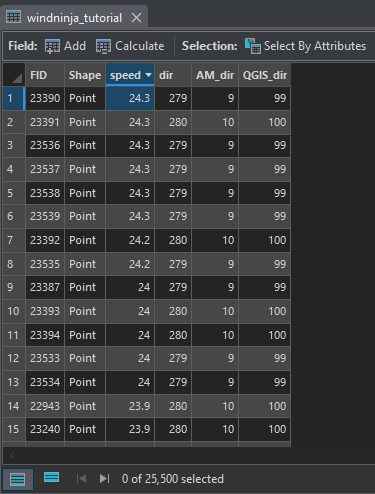 windninja_tutorial
Field: Add Calculate Selection: Select By Attributes
FID Shape speed dir AM_dir QGIS_dir
1 23390 Point 24.3 279 9 99
2 23391 Point 24.3 280 10 100
3 23536 Point 24.3 279 9 99
4 23537 Point 24.3 279 9 99
5 23538 Point 24.3 279 9 99
6 23539 Point 24.3 279 9 99
7 23392 Point 24.2 280 10 100
8 23535 Point 24.2 279 9 99
9 23387 Point 24 279 9 99
10 23393 Point 24 280 10 100
11 23394 Point 24 280 10 100
12 23533 Point 24 279 9 99
13 23534 Point 24 279 9 99
14 22943 Point 23.9 280 10 100
15 23240 Point 23.9 280 10 100
0 of 25,500 selected